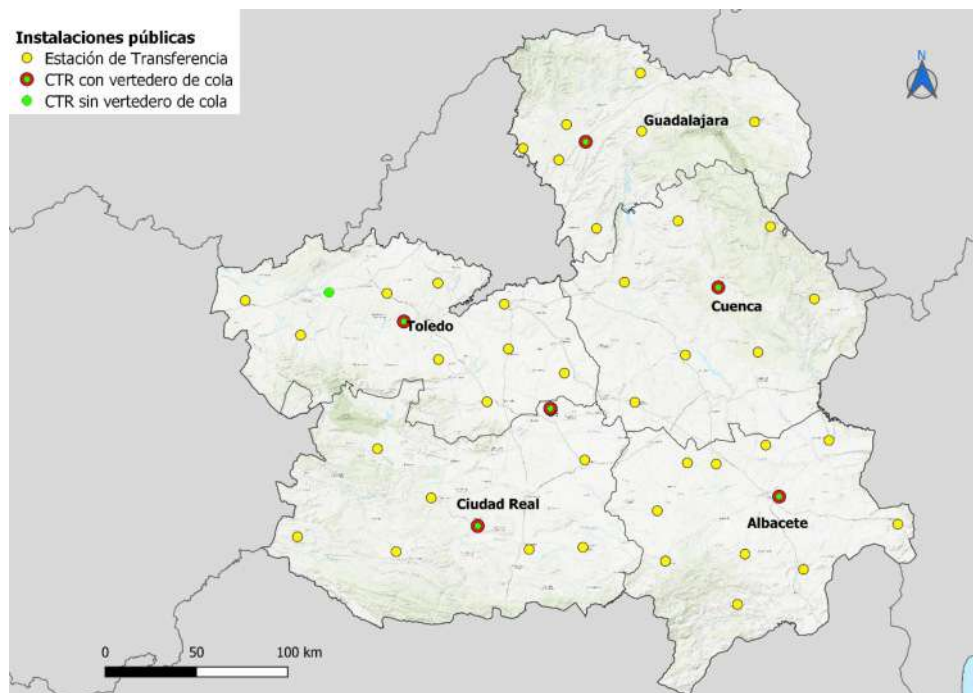 Instalaciones públicas
Estación de Transferencia
CTR con vertedero de cola
CTR sin vertedero de cola
N
Guadalajara
Cuenca
Toledo
Ciudad Real
Albacete
0 50 100 km